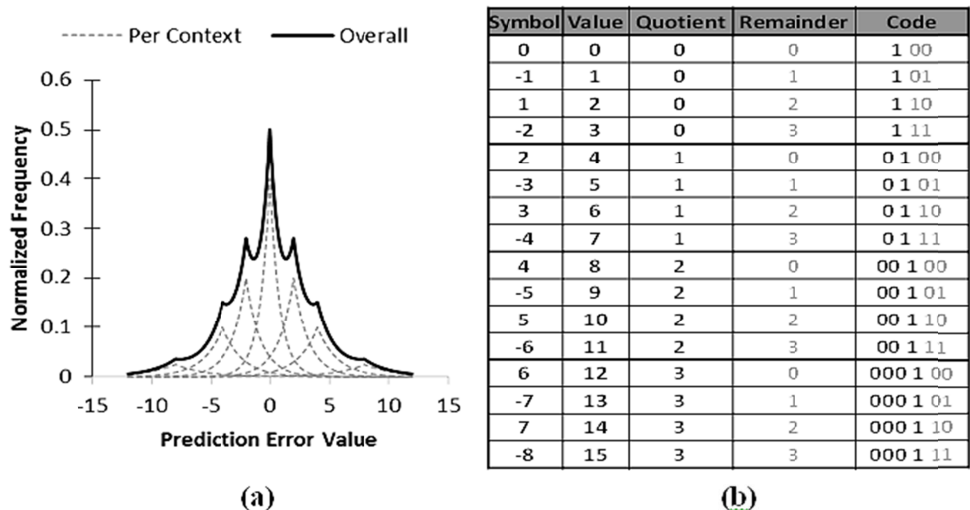 Per Context Overall
0.6
0.5
0.4
0.3
0.2
0.1
0
Normalized Frequency
-15 -10 -5 0 5 10 15
Prediction Error Value
(a)
Symbol Value Quotient Remainder Code
0 0 0 0 1 00
-1 1 0 1 1 01
1 2 0 2 1 10
-2 3 0 3 1 11
2 4 1 0 0 1 00
-3 5 1 1 0 1 01
3 6 1 2 0 1 10
-4 7 1 3 0 1 11
4 8 2 0 00 1 00
-5 9 2 1 00 1 01
5 10 2 2 00 1 10
-6 11 2 3 00 1 11
6 12 3 0 000 1 00
-7 13 3 1 000 1 01
7 14 3 2 000 1 10
-8 15 3 3 000 1 11
(b)